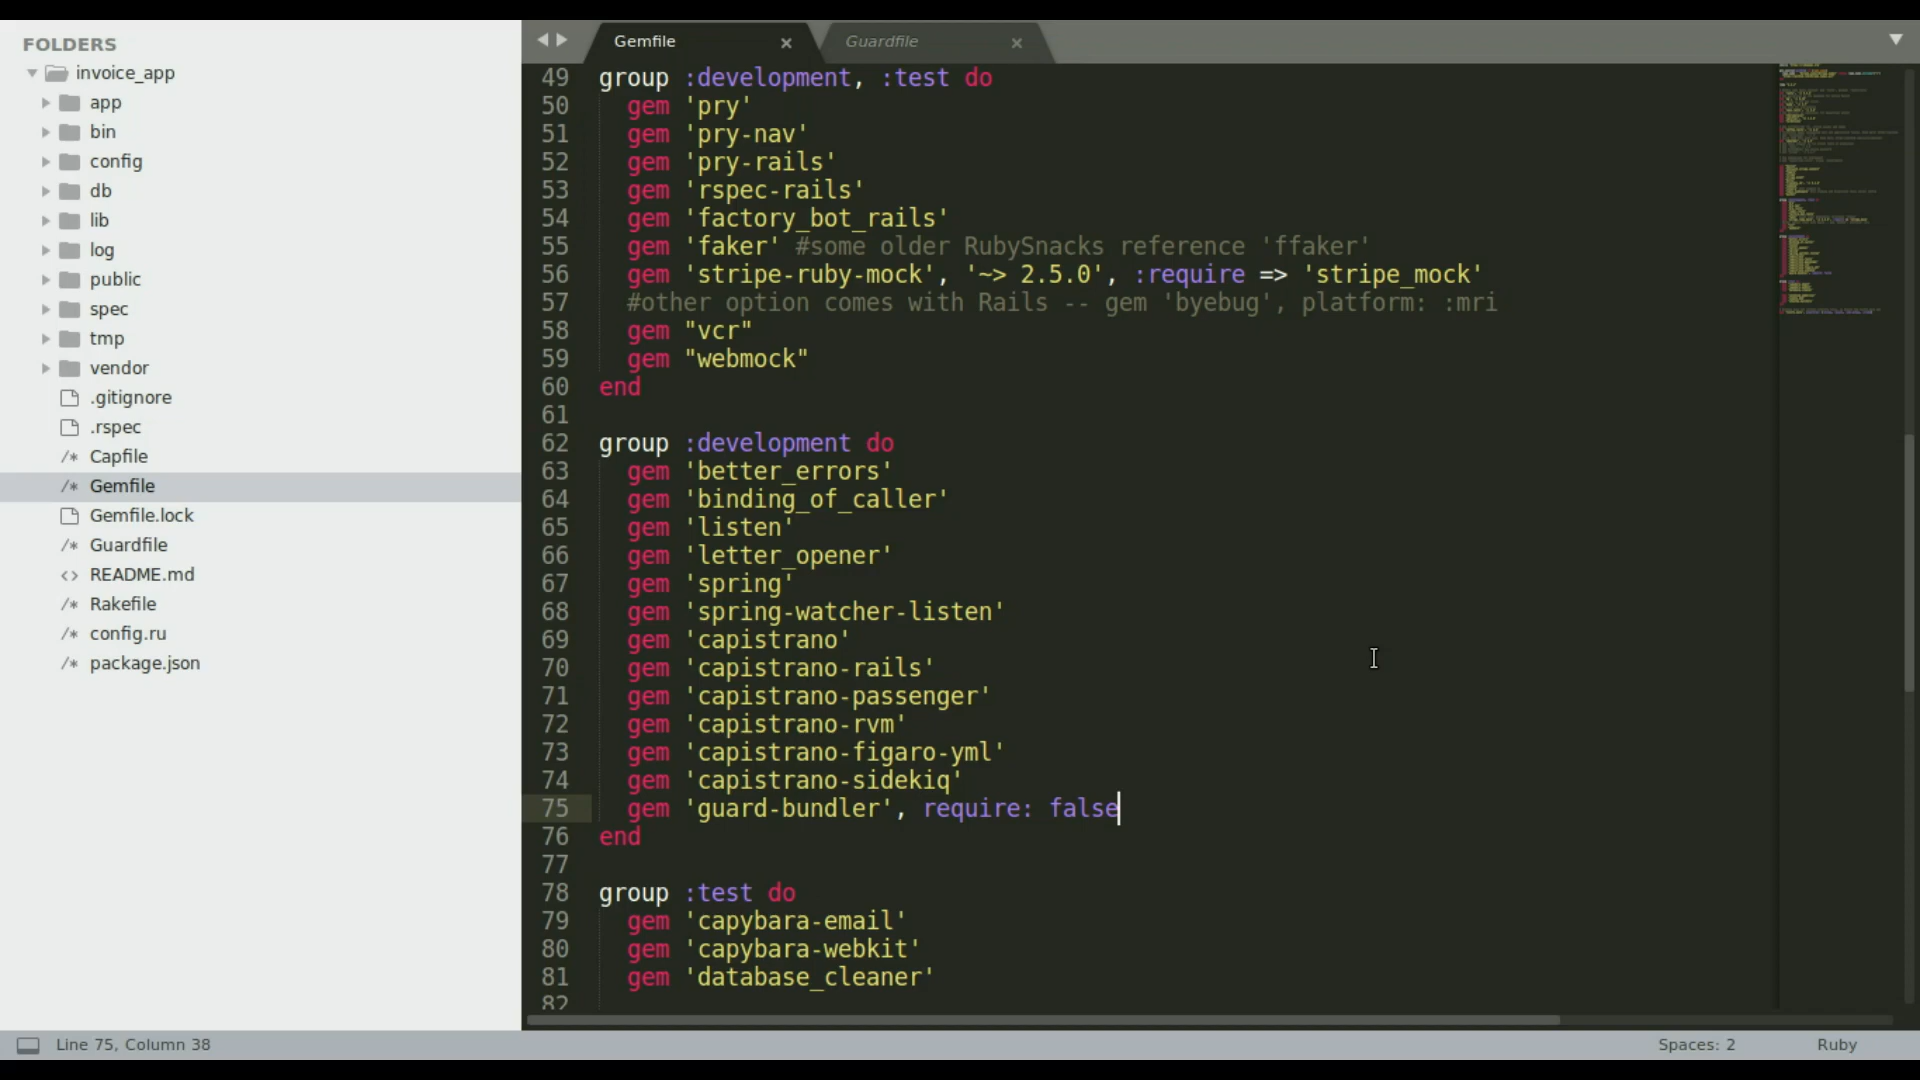 FOLDERS
invoice_app
app
bin
config
db
lib
log
public
spec
tmp
vendor
.gitignore
.rspec
/* Capfile
/* Gemfile
Gemfile.lock
/* Guardfile
<> README.md
/* Rakefile
/* config.ru
/* package.json
Gemfile × Guardfile ×
49 group :development, :test do
50 gem 'pry'
51 gem 'pry-nav'
52 gem 'pry-rails'
53 gem 'rspec-rails'
54 gem 'factory_bot_rails'
55 gem 'faker' #some older RubySnacks reference 'ffaker'
56 gem 'stripe-ruby-mock', '~> 2.5.0', :require => 'stripe_mock'
57 #other option comes with Rails -- gem 'byebug', platform: :mri
58 gem "vcr"
59 gem "webmock"
60 end
61
62 group :development do
63 gem 'better_errors'
64 gem 'binding_of_caller'
65 gem 'listen'
66 gem 'letter_opener'
67 gem 'spring'
68 gem 'spring-watcher-listen'
69 gem 'capistrano'
70 gem 'capistrano-rails'
71 gem 'capistrano-passenger'
72 gem 'capistrano-rvm'
73 gem 'capistrano-figaro-yml'
74 gem 'capistrano-sidekiq'
75 gem 'guard-bundler', require: false
76 end
77
78 group :test do
79 gem 'capybara-email'
80 gem 'capybara-webkit'
81 gem 'database_cleaner'
82
Line 75, Column 38
Spaces: 2 Ruby